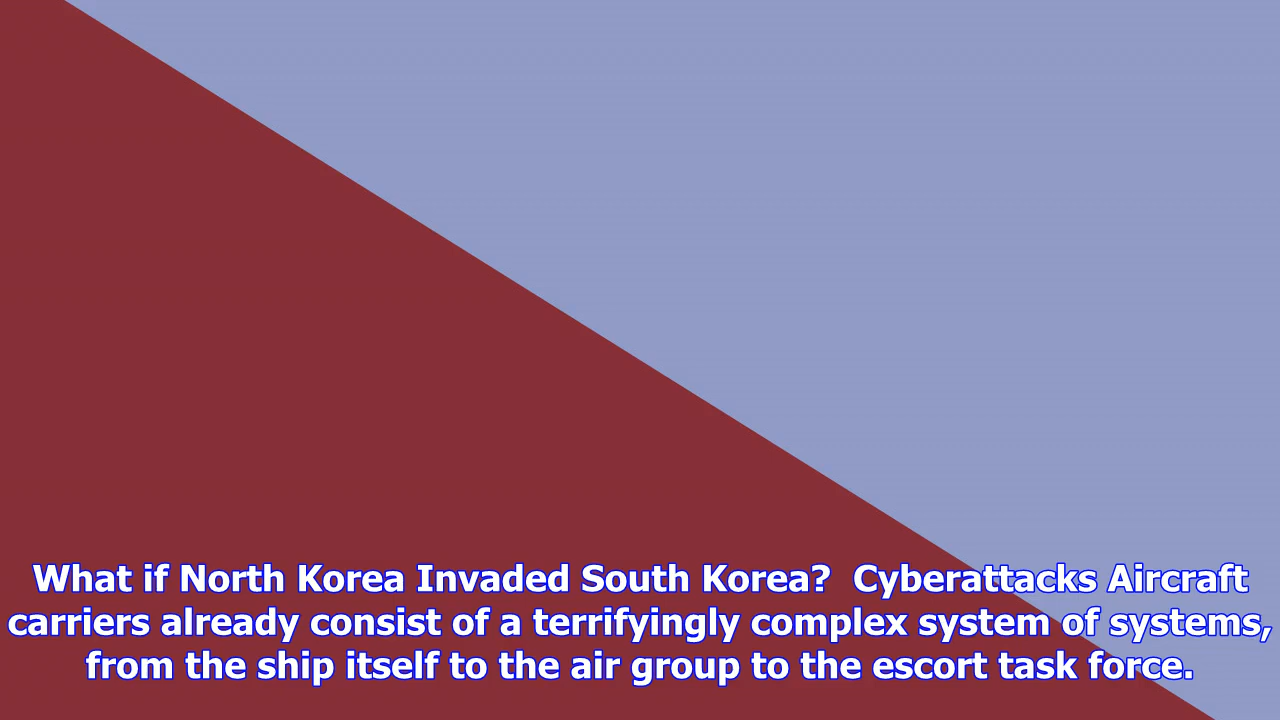 What if North Korea Invaded South Korea?  Cyberattacks Aircraft
carriers already consist of a terrifyingly complex system of systems,
from the ship itself to the air group to the escort task force.